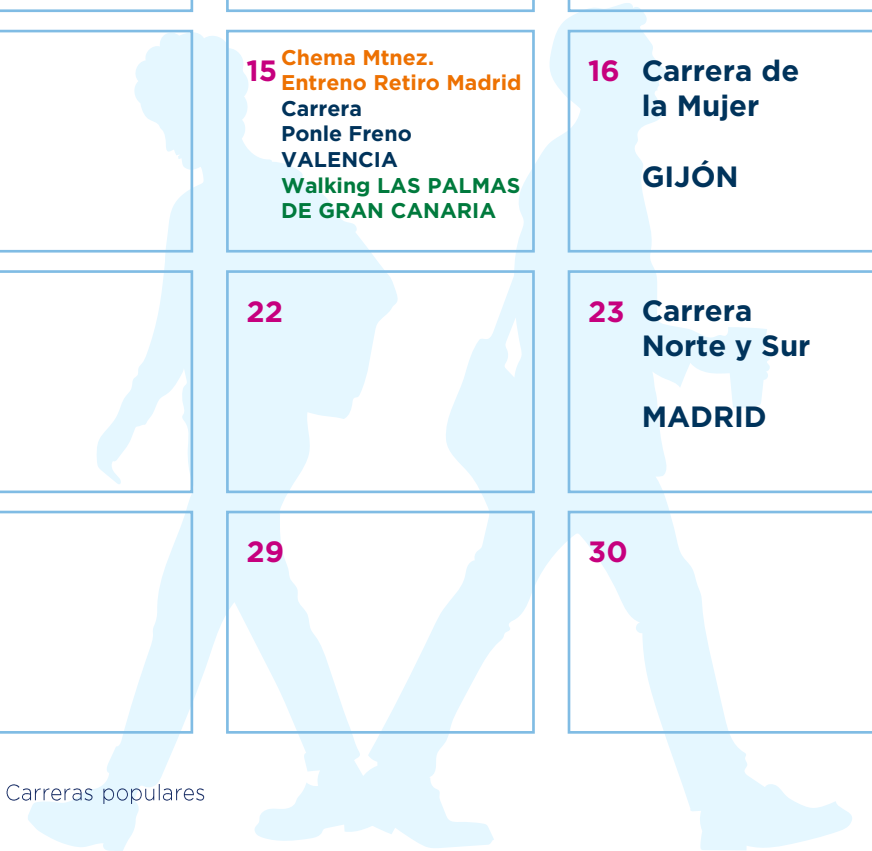 15
Chema Mtnez.
Entreno Retiro Madrid
Carrera
Ponle Freno
VALENCIA
Walking LAS PALMAS
DE GRAN CANARIA
16 Carrera de
la Mujer
GIJÓN
22
23 Carrera
Norte y Sur
MADRID
29
30
Carreras populares